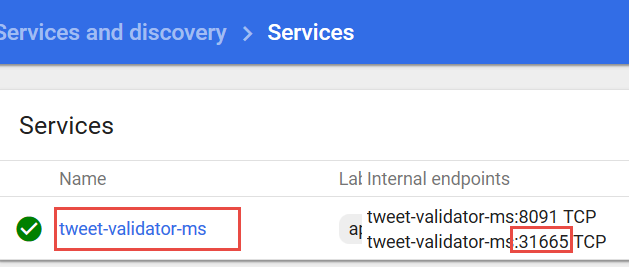 Services and discovery > Services
Services
Name Lab Internal endpoints
tweet-validator-ms ap tweet-validator-ms:8091 TCP
tweet-validator-ms:31665 TCP